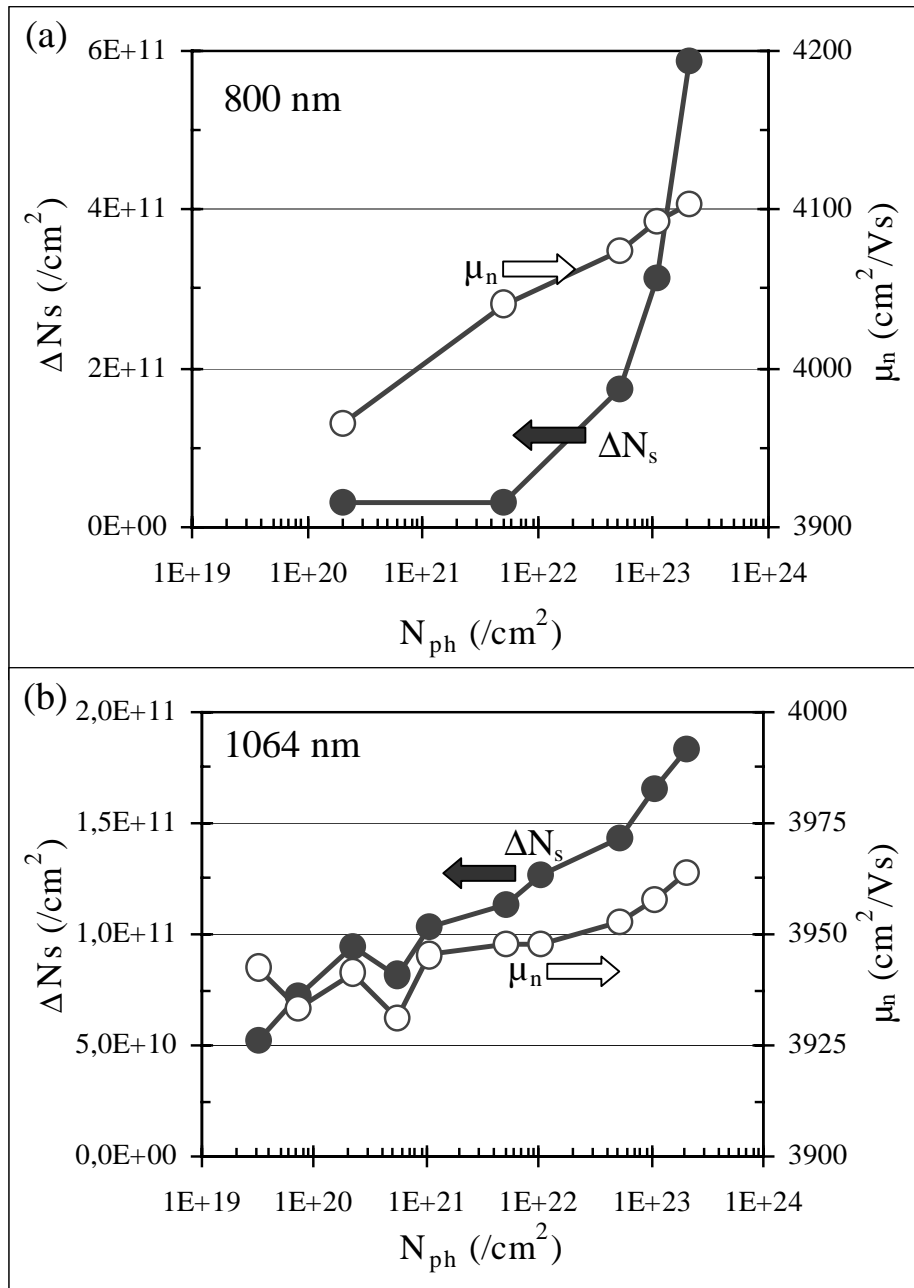 (a)
800 nm
6E+11
4E+11
2E+11
0E+00
ΔNs (/cm²)
4200
4100
4000
3900
μn (cm²/Vs)
μn
ΔNs
1E+19 1E+20 1E+21 1E+22 1E+23 1E+24
Nph (/cm²)
(b)
1064 nm
2,0E+11
1,5E+11
1,0E+11
5,0E+10
0,0E+00
ΔNs (/cm²)
4000
3975
3950
3925
3900
μn (cm²/Vs)
ΔNs
μn
1E+19 1E+20 1E+21 1E+22 1E+23 1E+24
Nph (/cm²)